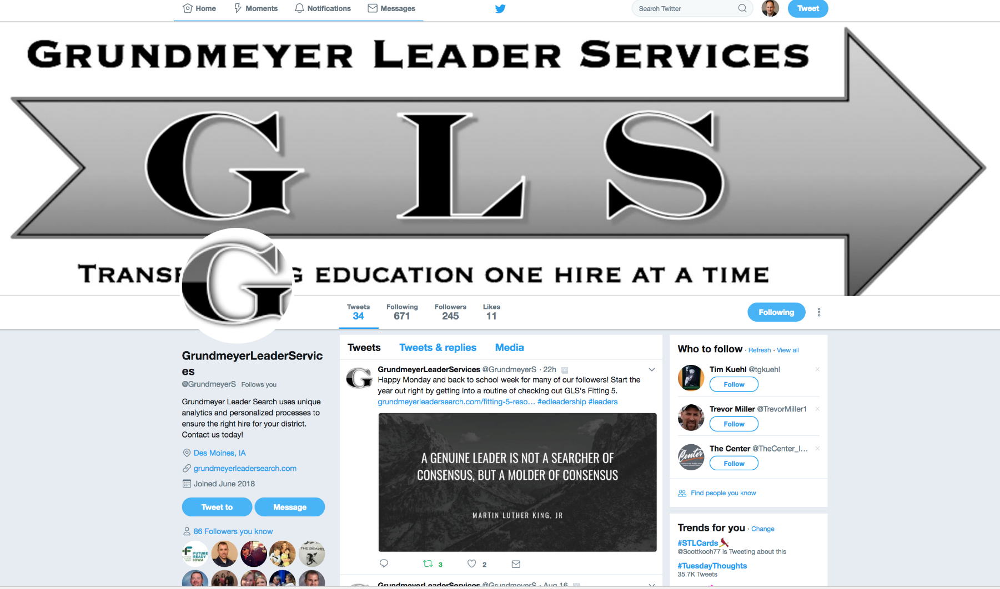 Home Moments Notifications Messages Search Twitter Tweet
GRUNDMEYER LEADER SERVICES
G L S
G EDUCATION ONE HIRE AT A TIME
G
Tweets Following Followers Likes
34 671 245 11
Following
GrundmeyerLeaderServic
es
@GrundmeyerS Follows you
Grundmeyer Leader Search uses unique
analytics and personalized processes to
ensure the right hire for your district.
Contact us today!
Des Moines, IA
grundmeyerleadersearch.com
Joined June 2018
Tweet to Message
86 Followers you know
FUTURE
READY
IOWA
THE BRAVE
Tweets Tweets & replies Media
GrundmeyerLeaderServices @GrundmeyerS · 22h
Happy Monday and back to school week for many of our followers! Start the
year out right by getting into a routine of checking out GLS's Fitting 5.
grundmeyerleadersearch.com/fitting-5-reso… #edleadership #leaders
A GENUINE LEADER IS NOT A SEARCHER OF
CONSENSUS, BUT A MOLDER OF CONSENSUS
MARTIN LUTHER KING, JR
3 2
GrundmeyerLeaderServices @GrundmeyerS · Aug 16
Who to follow · Refresh · View all
Tim Kuehl @tgkuehl
Follow
Trevor Miller @TrevorMiller1
Follow
Center
The Center @TheCenter_I…
Follow
Find people you know
Trends for you · Change
#STLCards
@Scottkoch77 is Tweeting about this
#TuesdayThoughts
35.7K Tweets